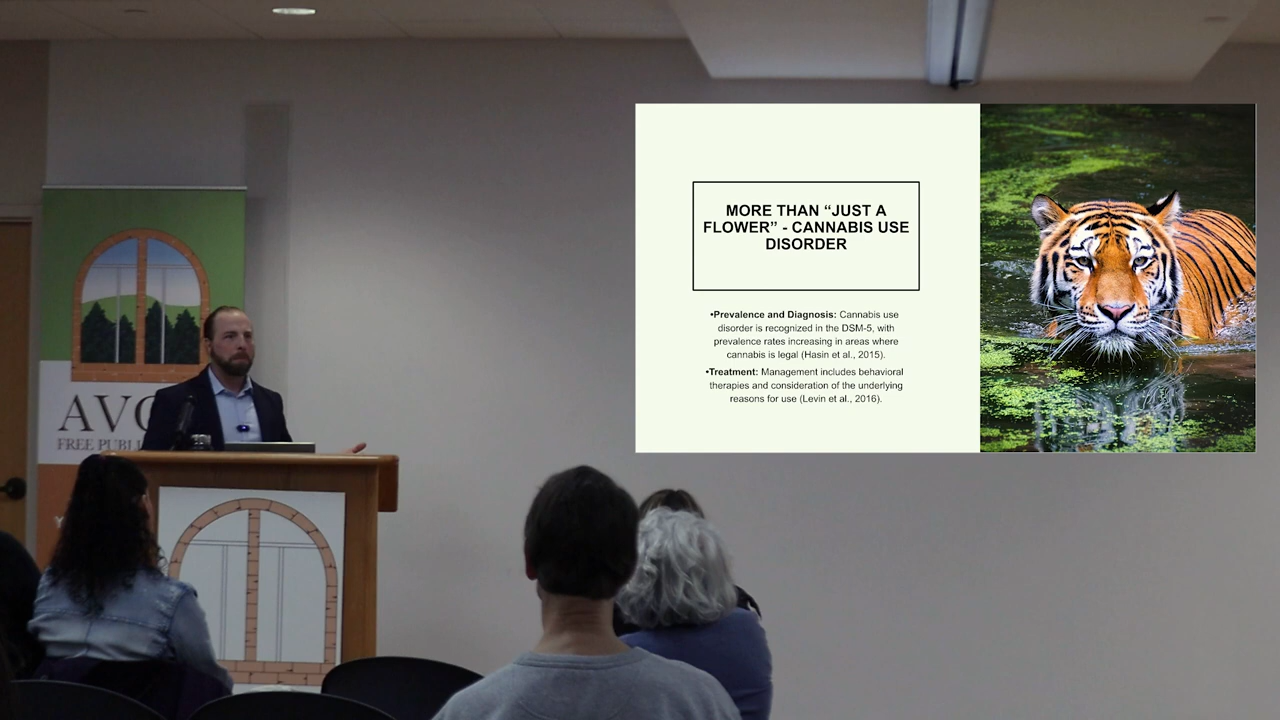 MORE THAN “JUST A
FLOWER” - CANNABIS USE
DISORDER
•Prevalence and Diagnosis: Cannabis use
disorder is recognized in the DSM-5, with
prevalence rates increasing in areas where
cannabis is legal (Hasin et al., 2015).
•Treatment: Management includes behavioral
therapies and consideration of the underlying
reasons for use (Levin et al., 2016).
FREE